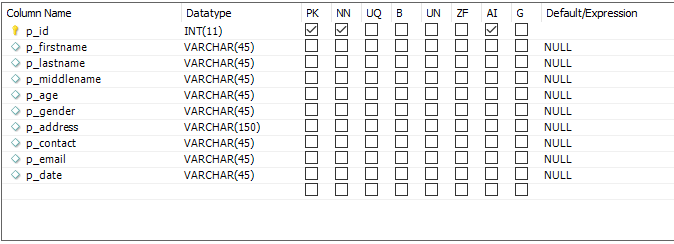 Column Name Datatype PK NN UQ B UN ZF AI G Default/Expression
p_id INT(11)
p_firstname VARCHAR(45) NULL
p_lastname VARCHAR(45) NULL
p_middlename VARCHAR(45) NULL
p_age VARCHAR(45) NULL
p_gender VARCHAR(45) NULL
p_address VARCHAR(150) NULL
p_contact VARCHAR(45) NULL
p_email VARCHAR(45) NULL
p_date VARCHAR(45) NULL